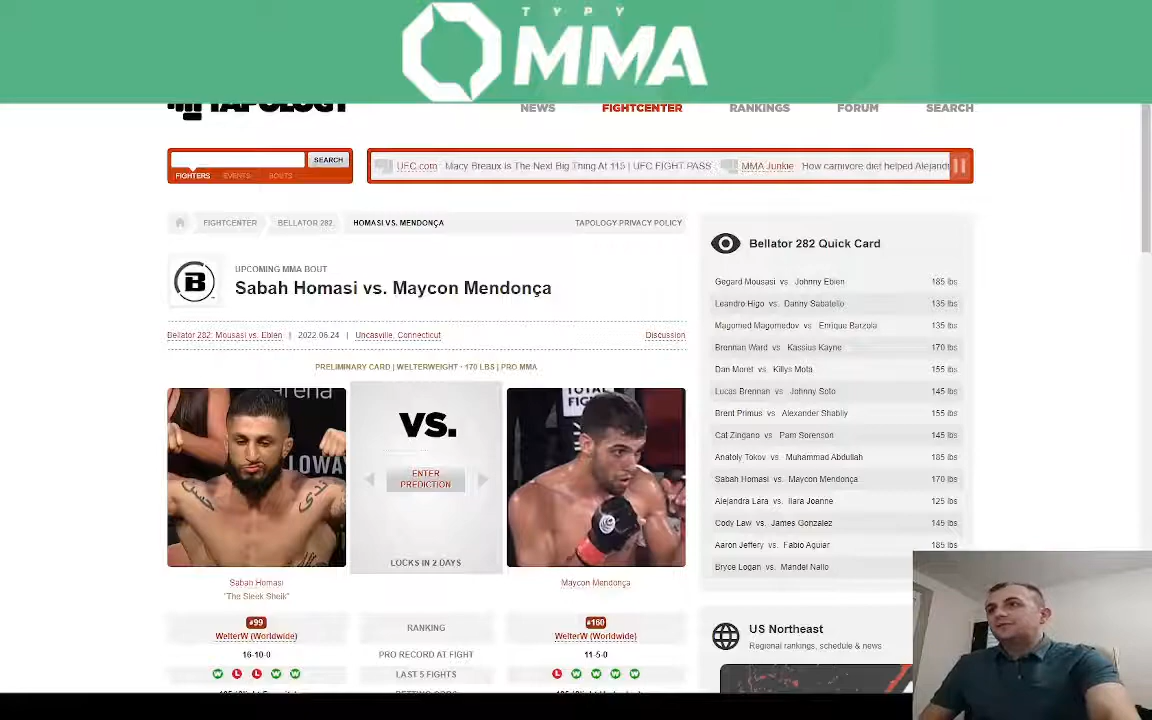 TYPY
MMA
TAPOLOGY
NEWS
FIGHTCENTER
RANKINGS
FORUM
SEARCH
SEARCH
FIGHTERS
EVENTS
BOUTS
UFC.com Macy Breaux Is The Next Big Thing At 115 | UFC FIGHT PASS
MMA Junkie How carnivore diet helped Alejandr
FIGHTCENTER
BELLATOR 282
HOMASI VS. MENDONÇA
TAPOLOGY PRIVACY POLICY
B
UPCOMING MMA BOUT
Sabah Homasi vs. Maycon Mendonça
Bellator 282: Mousasi vs. Eblen | 2022.06.24 | Uncasville, Connecticut
Discussion
PRELIMINARY CARD | WELTERWEIGHT · 170 LBS | PRO MMA
arena
LOWAY
VS.
ENTER
PREDICTION
LOCKS IN 2 DAYS
TOTAL
FIGH
Sabah Homasi
"The Sleek Sheik"
Maycon Mendonça
#99
WelterW (Worldwide)
RANKING
#160
WelterW (Worldwide)
16-10-0
PRO RECORD AT FIGHT
11-5-0
W L L W W
LAST 5 FIGHTS
L W W W W
Bellator 282 Quick Card
Gegard Mousasi vs Johnny Eblen 185 lbs
Leandro Higo vs. Danny Sabatello 135 lbs
Magomed Magomedov vs Enrique Barzola 135 lbs
Brennan Ward vs Kassius Kayne 170 lbs
Dan Moret vs. Killys Mota 155 lbs
Lucas Brennan vs Johnny Soto 145 lbs
Brent Primus vs Alexander Shabliy 155 lbs
Cat Zingano vs Pam Sorenson 145 lbs
Anatoly Tokov vs Muhammad Abdullah 185 lbs
Sabah Homasi vs. Maycon Mendonça 170 lbs
Alejandra Lara vs. Ilara Joanne 125 lbs
Cody Law vs. James Gonzalez 145 lbs
Aaron Jeffery vs. Fabio Aguiar 185 lbs
Bryce Logan vs Mandel Nallo
US Northeast
Regional rankings, schedule & news